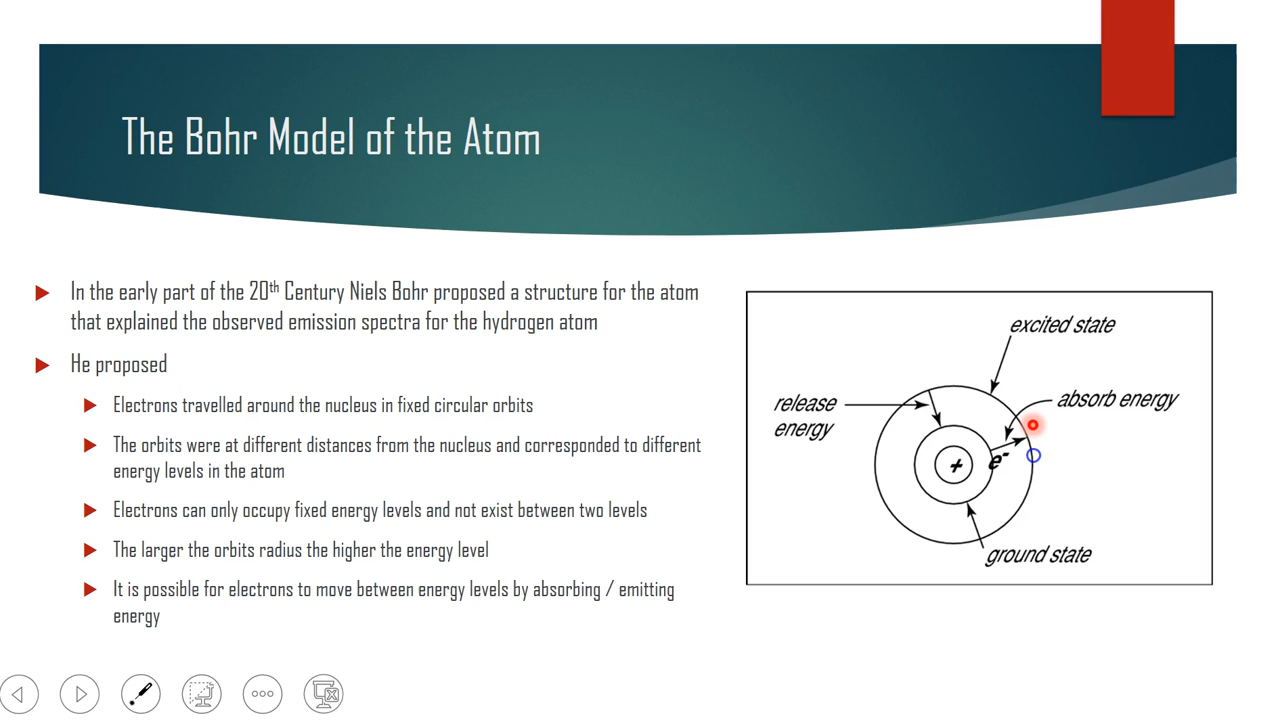 The Bohr Model of the Atom
In the early part of the 20th Century Niels Bohr proposed a structure for the atom
that explained the observed emission spectra for the hydrogen atom
He proposed
Electrons travelled around the nucleus in fixed circular orbits
The orbits were at different distances from the nucleus and corresponded to different
energy levels in the atom
Electrons can only occupy fixed energy levels and not exist between two levels
The larger the orbits radius the higher the energy level
It is possible for electrons to move between energy levels by absorbing / emitting
energy
excited state
release
energy
absorb energy
+
e-
ground state